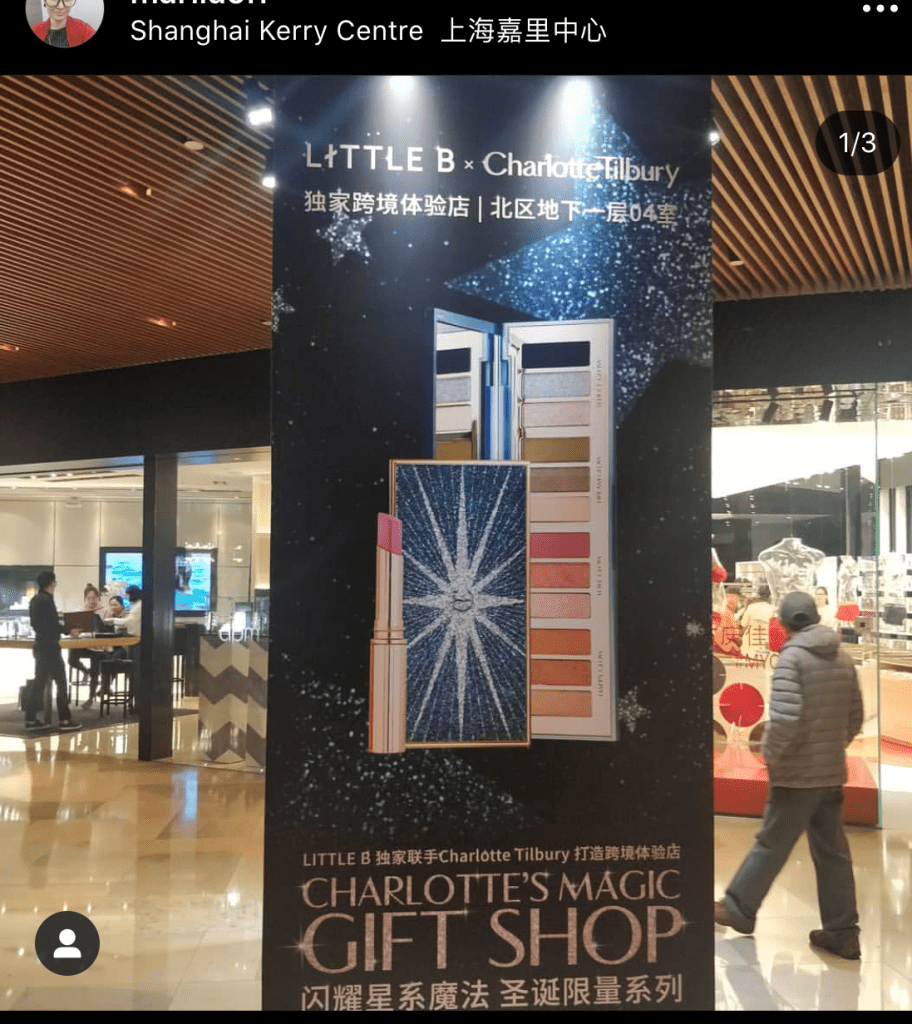 Shanghai Kerry Centre 上海嘉里中心
1/3
LITTLE B × Charlotte Tilbury
独家跨境体验店 | 北区地下一层04室
LITTLE B 独家联手Charlotte Tilbury 打造跨境体验店
CHARLOTTE'S MAGIC
GIFT SHOP
闪耀星系魔法 圣诞限量系列